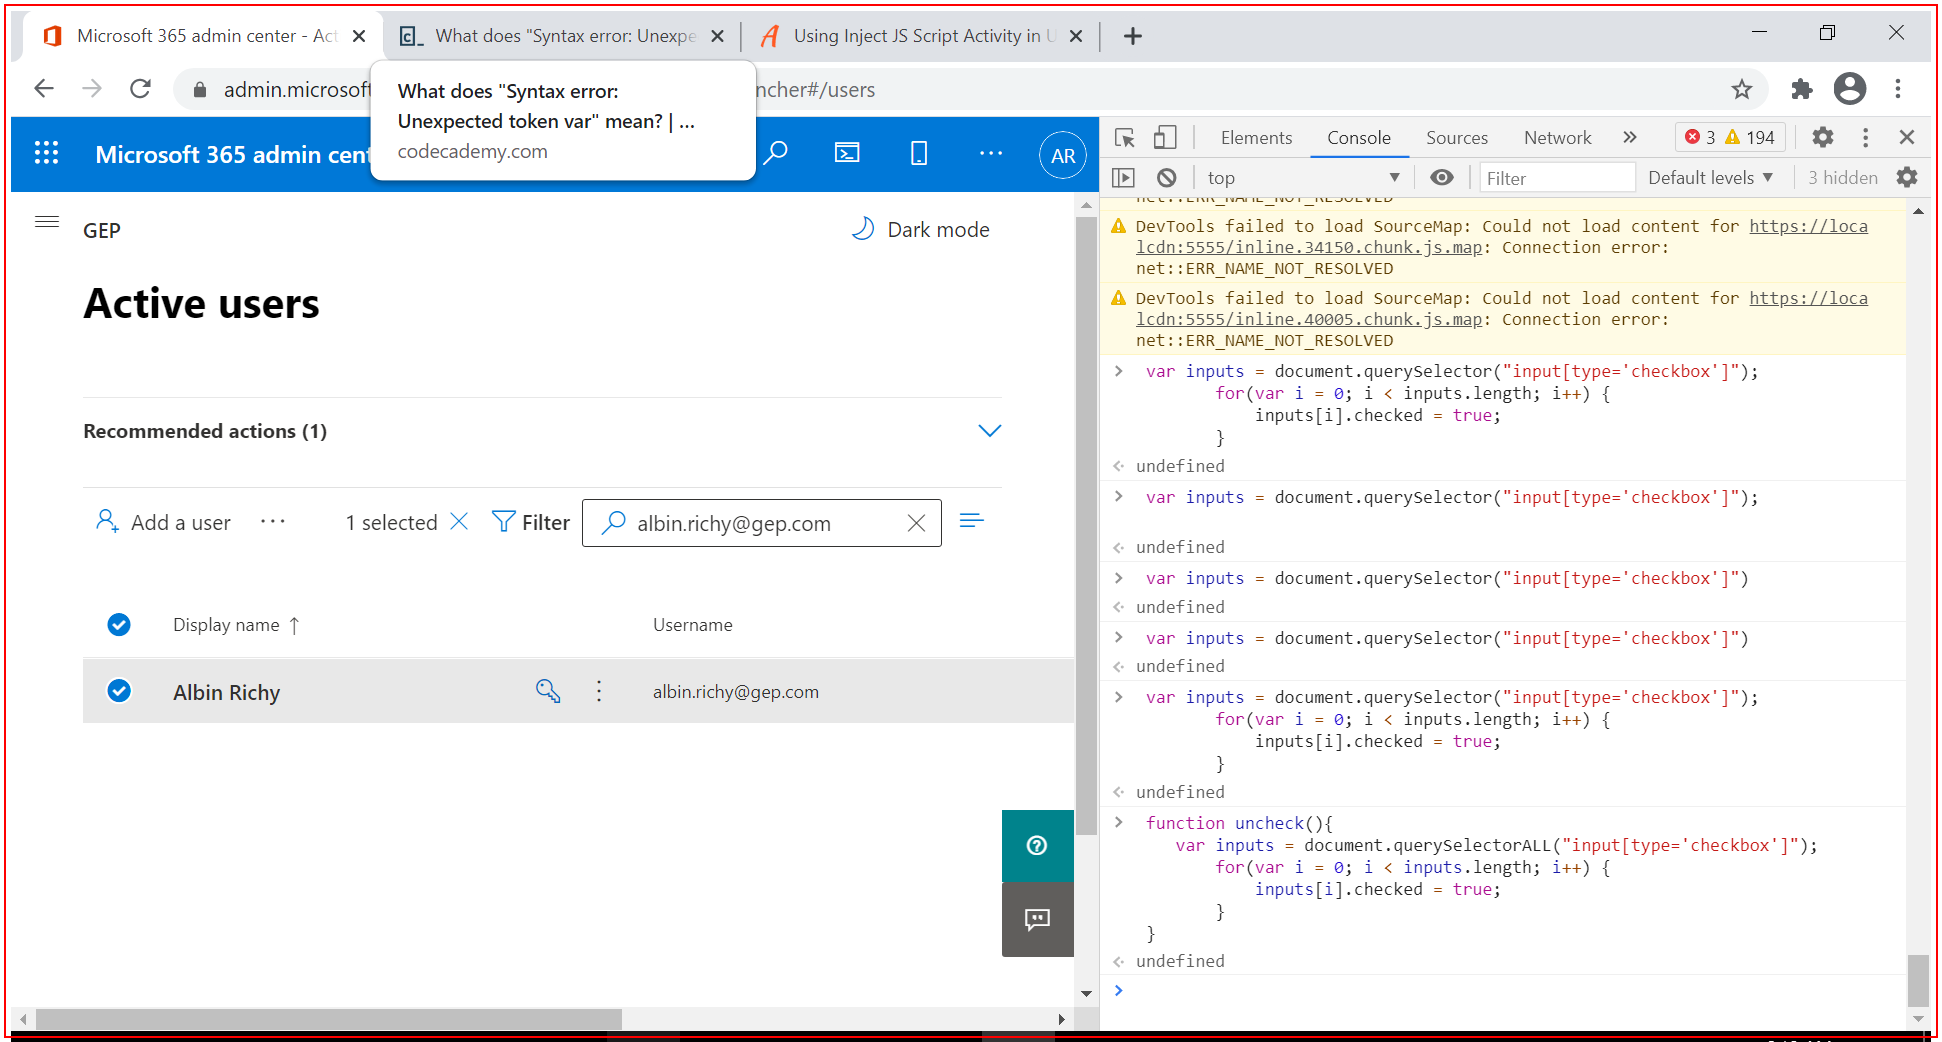 Microsoft 365 admin center - Act
What does "Syntax error: Unexpe
Using Inject JS Script Activity in U
admin.microsoft
ncher#/users
What does "Syntax error:
Unexpected token var" mean? | ...
codecademy.com
Microsoft 365 admin cent
AR
Elements
Console
Sources
Network
3
194
top
Filter
Default levels
3 hidden
GEP
Dark mode
Active users
Recommended actions (1)
Add a user
1 selected
Filter
albin.richy@gep.com
Display name ↑
Username
Albin Richy
albin.richy@gep.com
net::ERR_NAME_NOT_RESOLVED
DevTools failed to load SourceMap: Could not load content for https://loca
lcdn:5555/inline.34150.chunk.js.map: Connection error:
net::ERR_NAME_NOT_RESOLVED
DevTools failed to load SourceMap: Could not load content for https://loca
lcdn:5555/inline.40005.chunk.js.map: Connection error:
net::ERR_NAME_NOT_RESOLVED
> var inputs = document.querySelector("input[type='checkbox']");
for(var i = 0; i < inputs.length; i++) {
inputs[i].checked = true;
}
undefined
> var inputs = document.querySelector("input[type='checkbox']");
undefined
> var inputs = document.querySelector("input[type='checkbox']")
undefined
> var inputs = document.querySelector("input[type='checkbox']")
undefined
> var inputs = document.querySelector("input[type='checkbox']");
for(var i = 0; i < inputs.length; i++) {
inputs[i].checked = true;
}
undefined
> function uncheck(){
var inputs = document.querySelectorALL("input[type='checkbox']");
for(var i = 0; i < inputs.length; i++) {
inputs[i].checked = true;
}
}
undefined
>